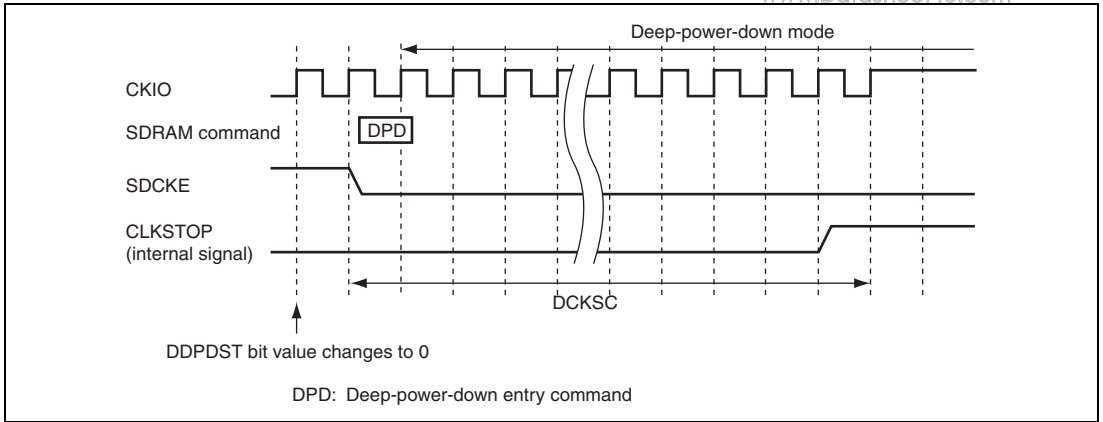 Deep-power-down mode
CKIO
SDRAM command
DPD
SDCKE
CLKSTOP
(internal signal)
DCKSC
DDPDST bit value changes to 0
DPD: Deep-power-down entry command